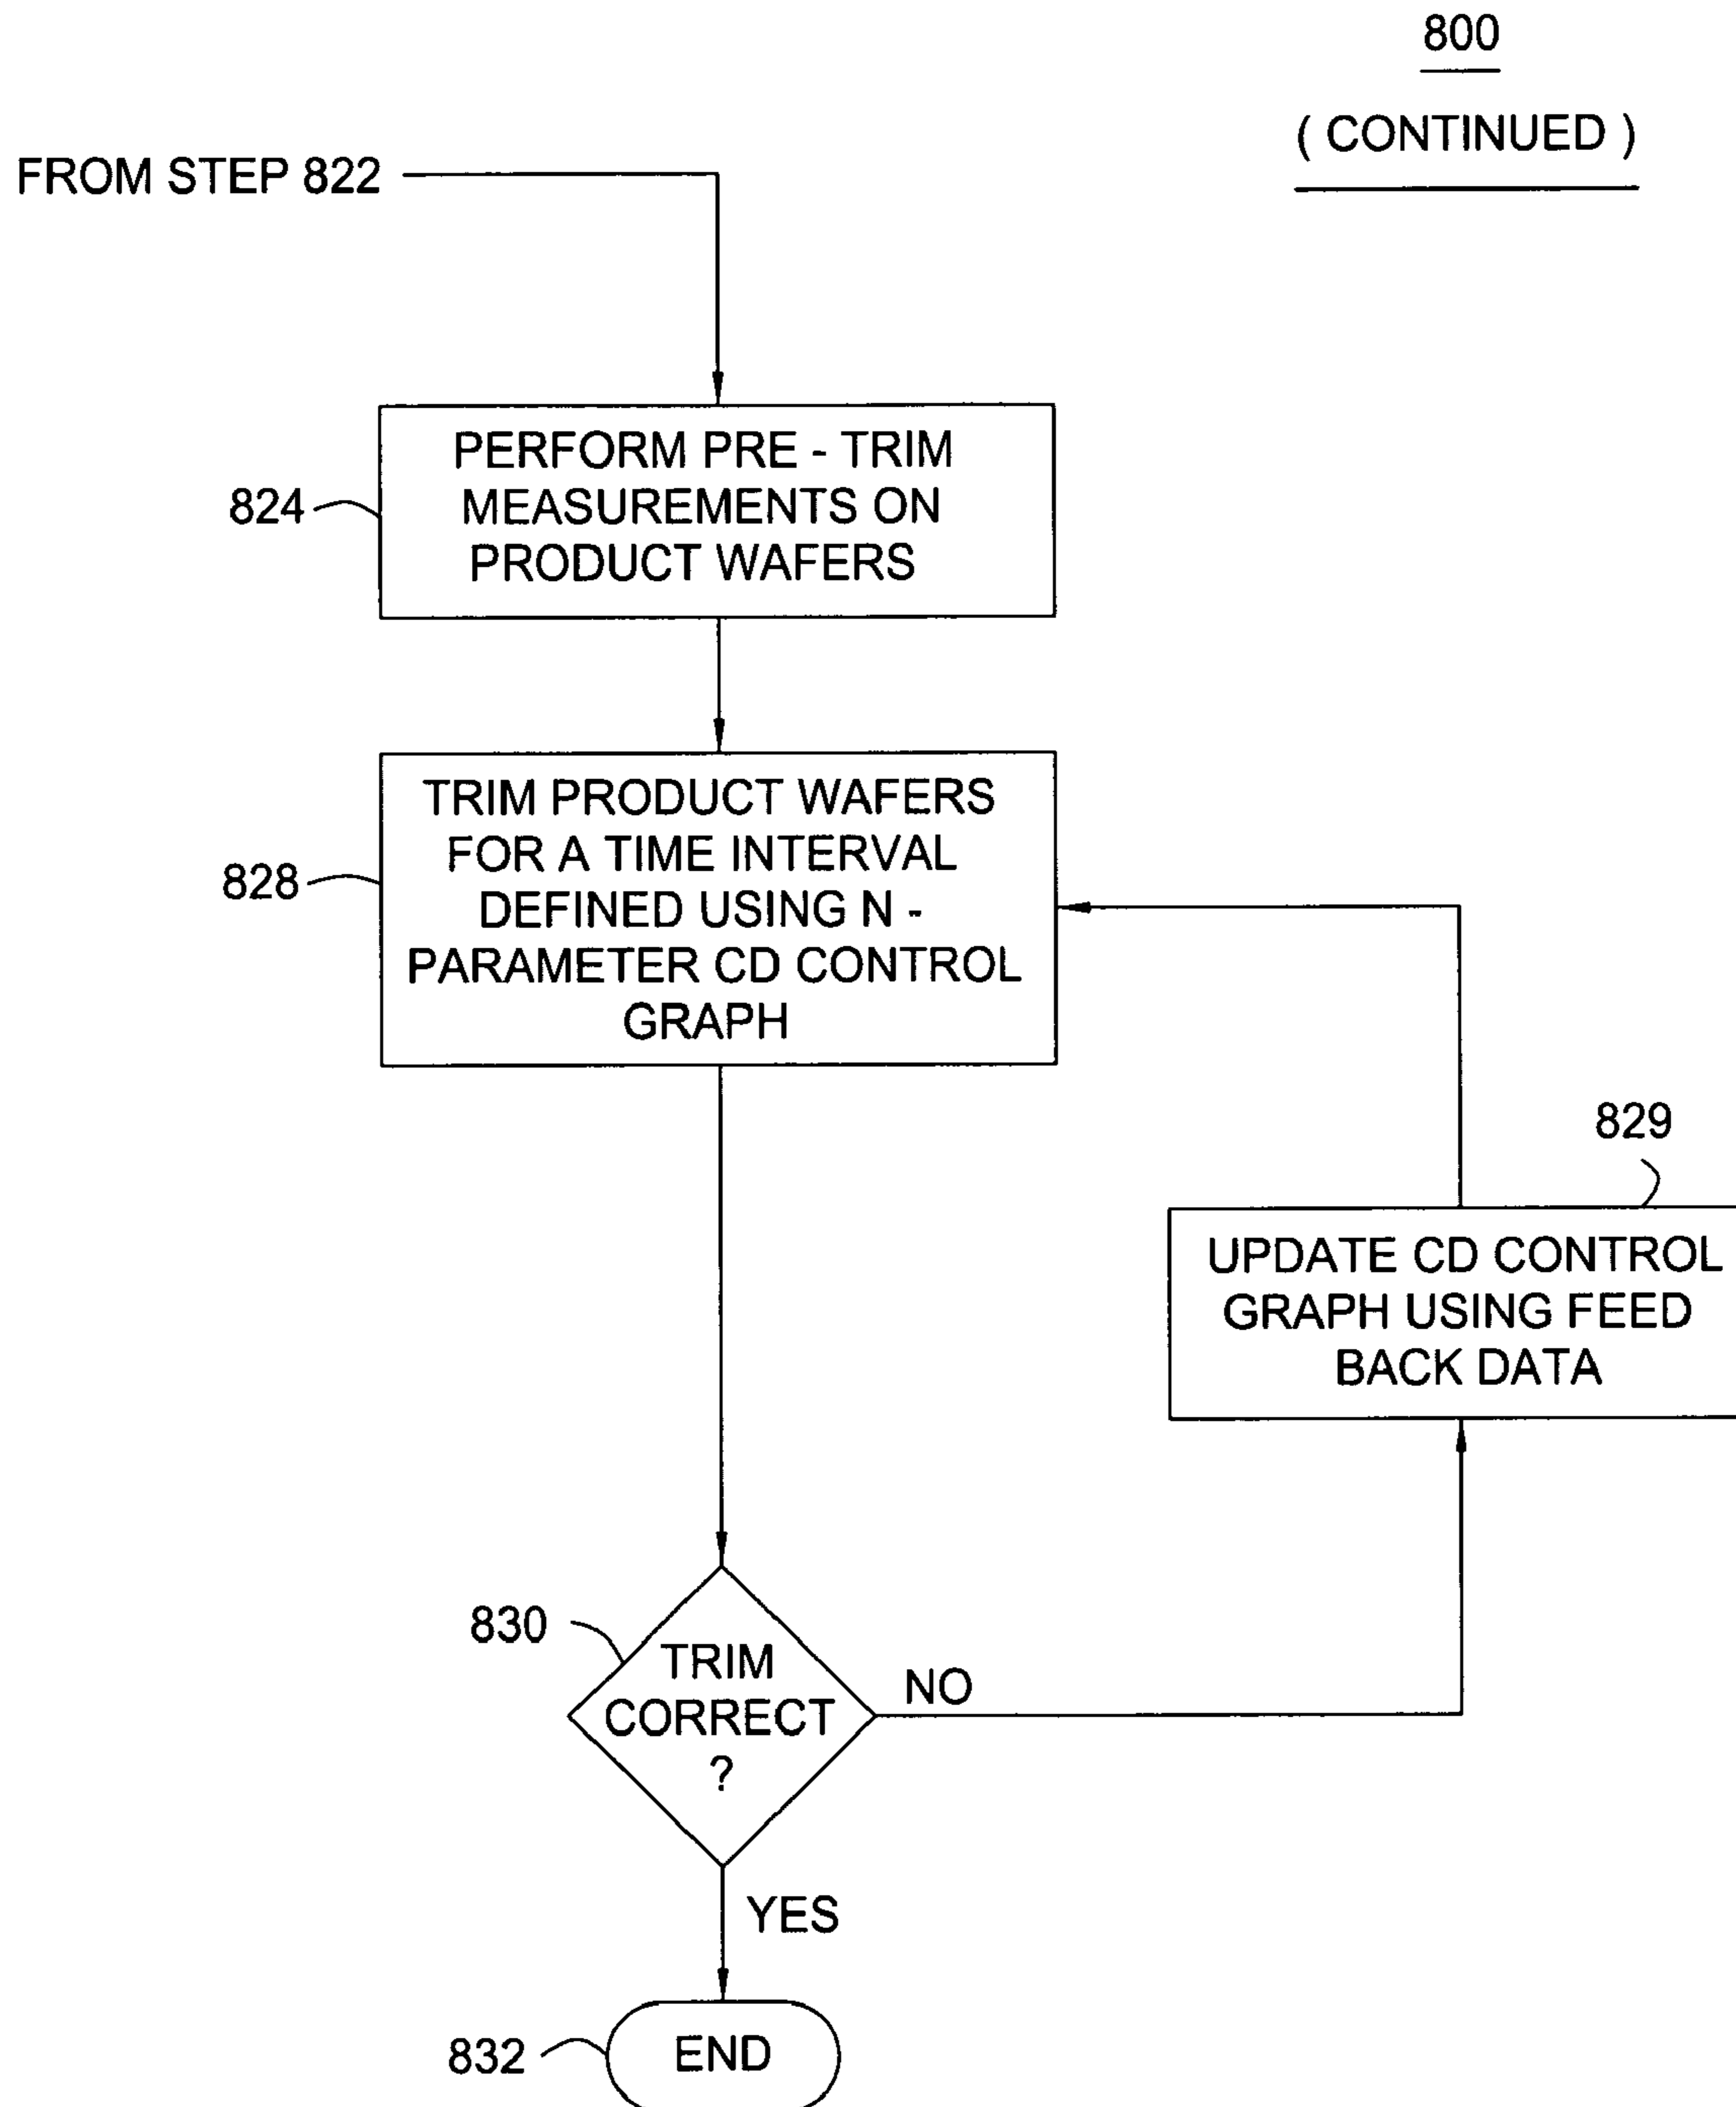 800
( CONTINUED )
FROM STEP 822
824
PERFORM PRE - TRIM
MEASUREMENTS ON
PRODUCT WAFERS
828
TRIM PRODUCT WAFERS
FOR A TIME INTERVAL
DEFINED USING N -
PARAMETER CD CONTROL
GRAPH
829
UPDATE CD CONTROL
GRAPH USING FEED
BACK DATA
830
TRIM
CORRECT
?
NO
YES
832
END